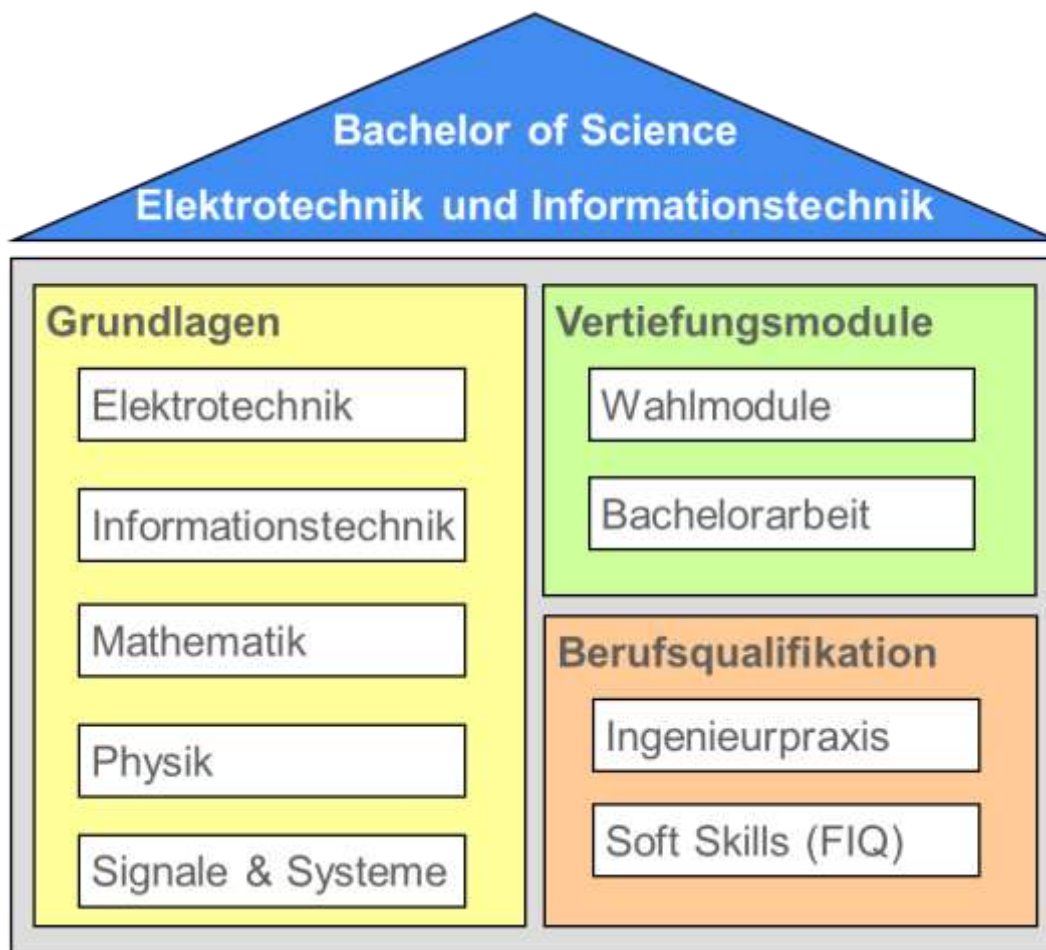 Bachelor of Science
Elektrotechnik und Informationstechnik
Grundlagen
Elektrotechnik
Informationstechnik
Mathematik
Physik
Signale & Systeme
Vertiefungsmodule
Wahlmodule
Bachelorarbeit
Berufsqualifikation
Ingenieurpraxis
Soft Skills (FIQ)